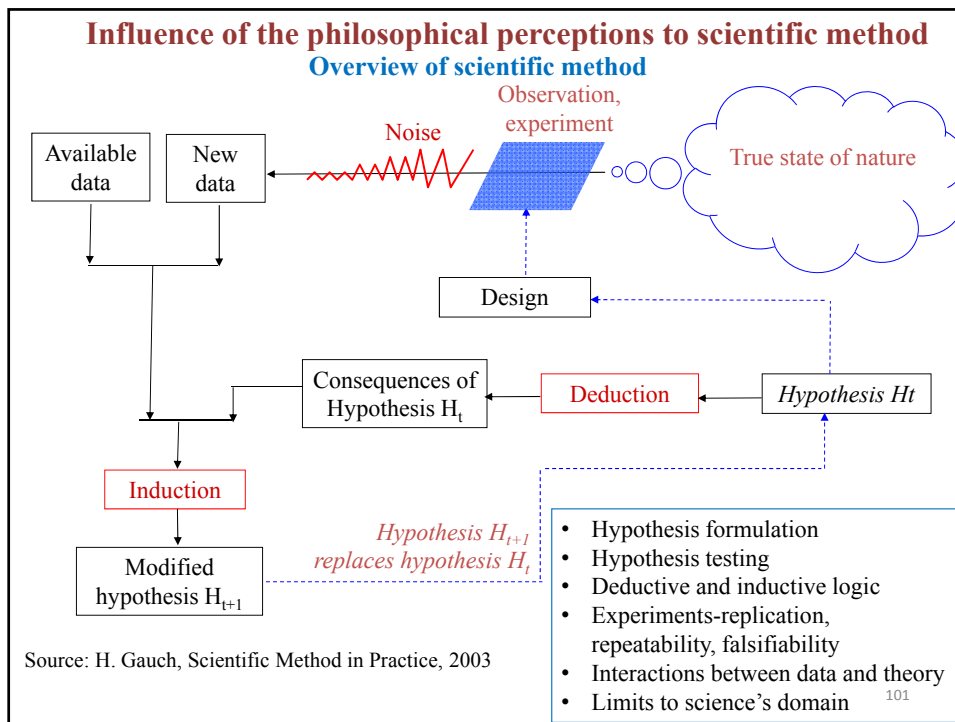 Influence of the philosophical perceptions to scientific method
Overview of scientific method
Observation,
experiment
Noise
True state of nature
Available
data
New
data
Design
Consequences of
Hypothesis Hₜ
Deduction
Hypothesis Ht
Induction
Hypothesis Hₜ₊₁
replaces hypothesis Hₜ
Modified
hypothesis Hₜ₊₁
• Hypothesis formulation
• Hypothesis testing
• Deductive and inductive logic
• Experiments-replication,
repeatability, falsifiability
• Interactions between data and theory
• Limits to science's domain
Source: H. Gauch, Scientific Method in Practice, 2003
101